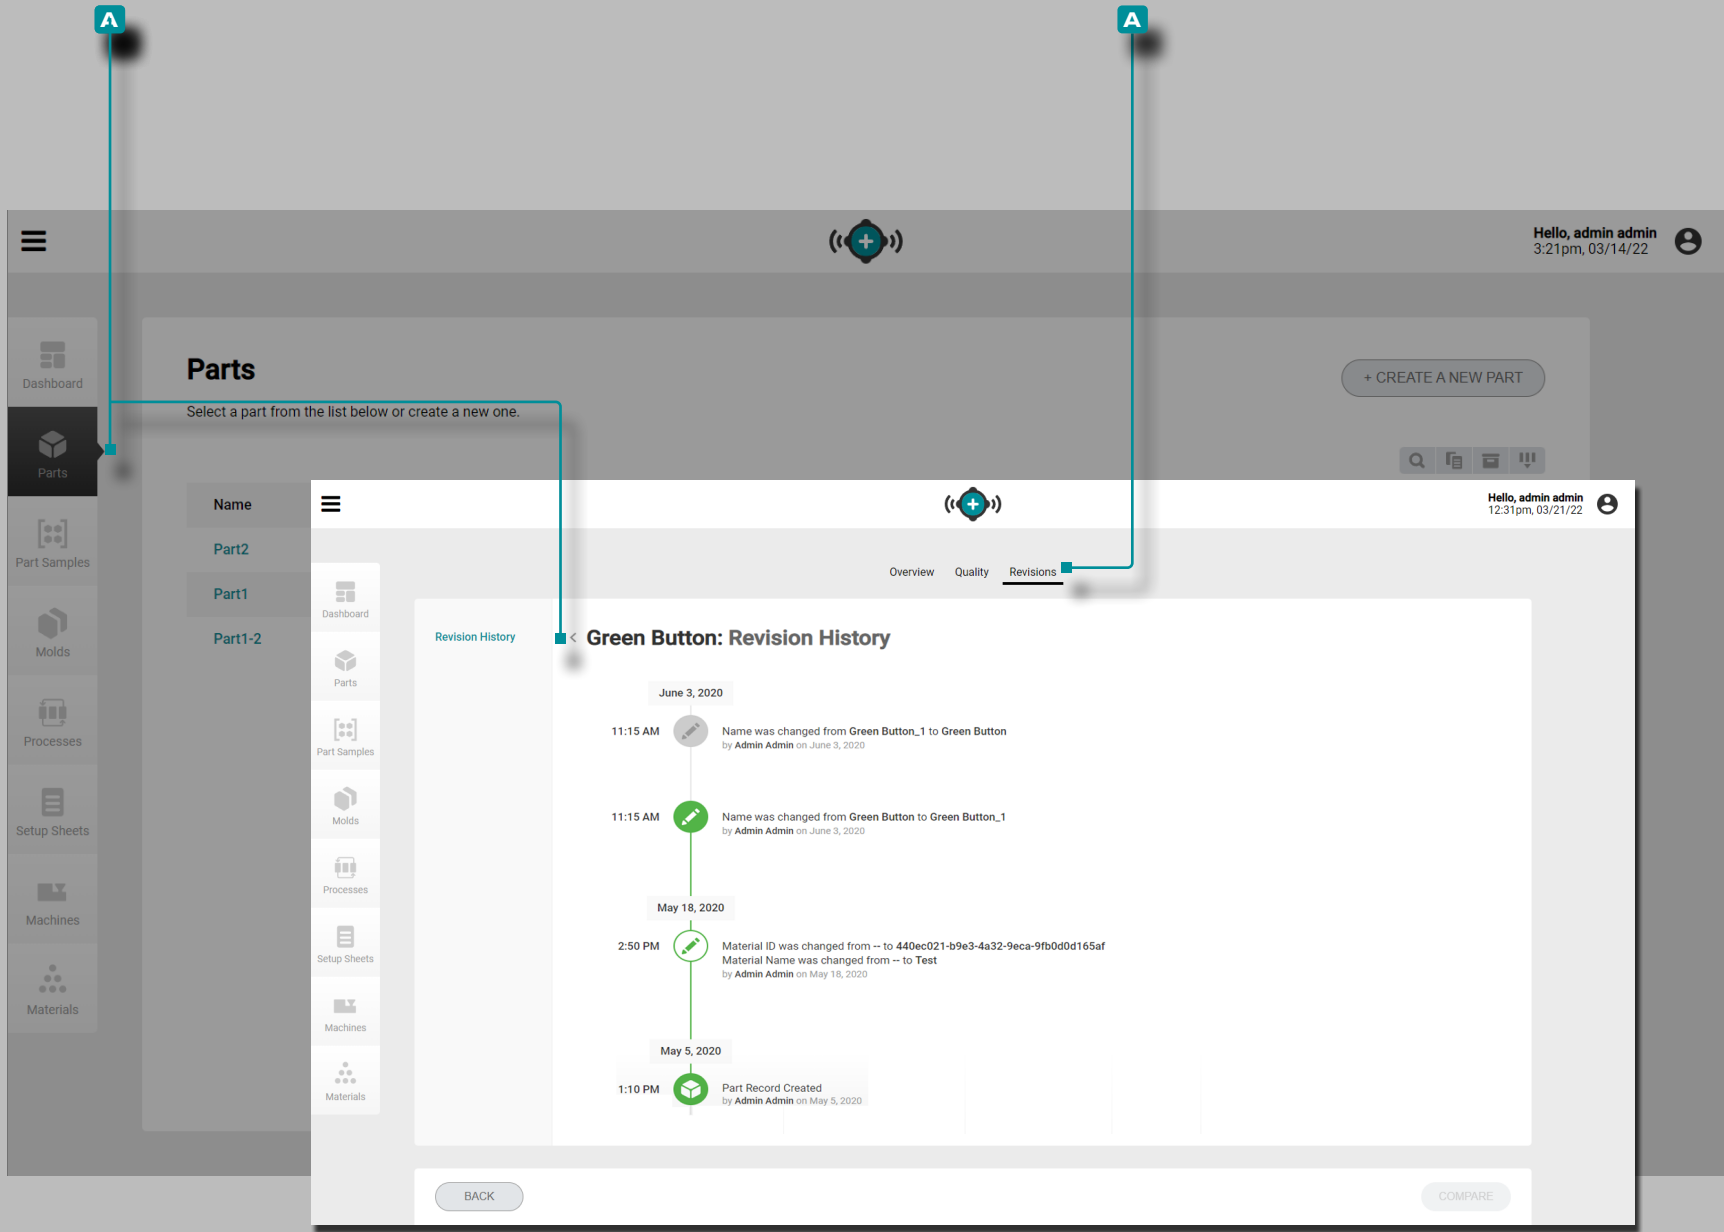 A
A
Hello, admin admin
3:21pm, 03/14/22
Dashboard
Parts
Part Samples
Molds
Processes
Setup Sheets
Machines
Materials
Parts
+ CREATE A NEW PART
Select a part from the list below or create a new one.
Name
Part2
Part1
Part1-2
Hello, admin admin
12:31pm, 03/21/22
Overview
Quality
Revisions
Dashboard
Parts
Part Samples
Molds
Processes
Setup Sheets
Machines
Materials
Revision History
< Green Button: Revision History
June 3, 2020
11:15 AM
Name was changed from Green Button_1 to Green Button
by Admin Admin on June 3, 2020
11:15 AM
Name was changed from Green Button to Green Button_1
by Admin Admin on June 3, 2020
May 18, 2020
2:50 PM
Material ID was changed from -- to 440ec021-b9e3-4a32-9eca-9fb0d0d165af
Material Name was changed from -- to Test
by Admin Admin on May 18, 2020
May 5, 2020
1:10 PM
Part Record Created
by Admin Admin on May 5, 2020
BACK
COMPARE